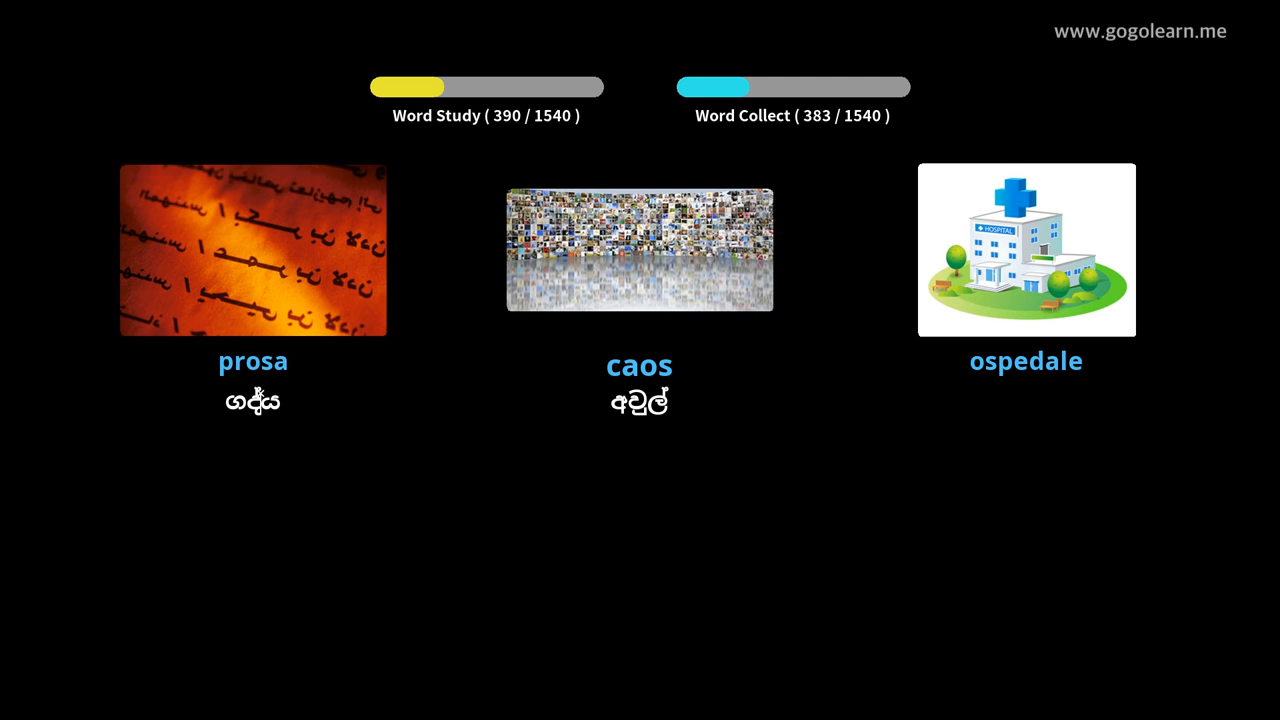 www.gogolearn.me
Word Study ( 390 / 1540 )
Word Collect ( 383 / 1540 )
HOSPITAL
prosa
caos
ospedale
ගද්ය
අවුල්